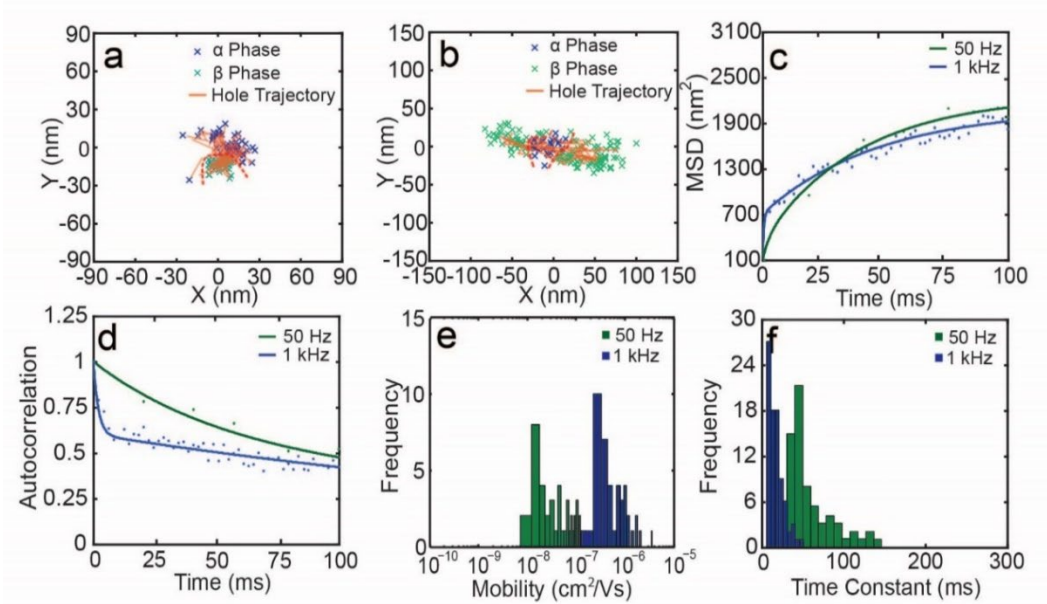 a
90
60
30
0
-30
-60
-90
-90 -60 -30 0 30 60 90
Y (nm)
X (nm)
α Phase
β Phase
Hole Trajectory
b
150
100
50
0
-50
-100
-150
-150 -100 -50 0 50 100 150
Y (nm)
X (nm)
α Phase
β Phase
Hole Trajectory
c
3100
2500
1900
1300
700
100
0 25 50 75 100
MSD (nm²)
Time (ms)
50 Hz
1 kHz
d
1.25
1
0.75
0.5
0.25
0
0 25 50 75 100
Autocorrelation
Time (ms)
50 Hz
1 kHz
e
15
10
5
0
10⁻¹⁰ 10⁻⁹ 10⁻⁸ 10⁻⁷ 10⁻⁶ 10⁻⁵
Frequency
Mobility (cm²/Vs)
50 Hz
1 kHz
f
30
24
18
12
6
0
0 100 200 300
Frequency
Time Constant (ms)
50 Hz
1 kHz